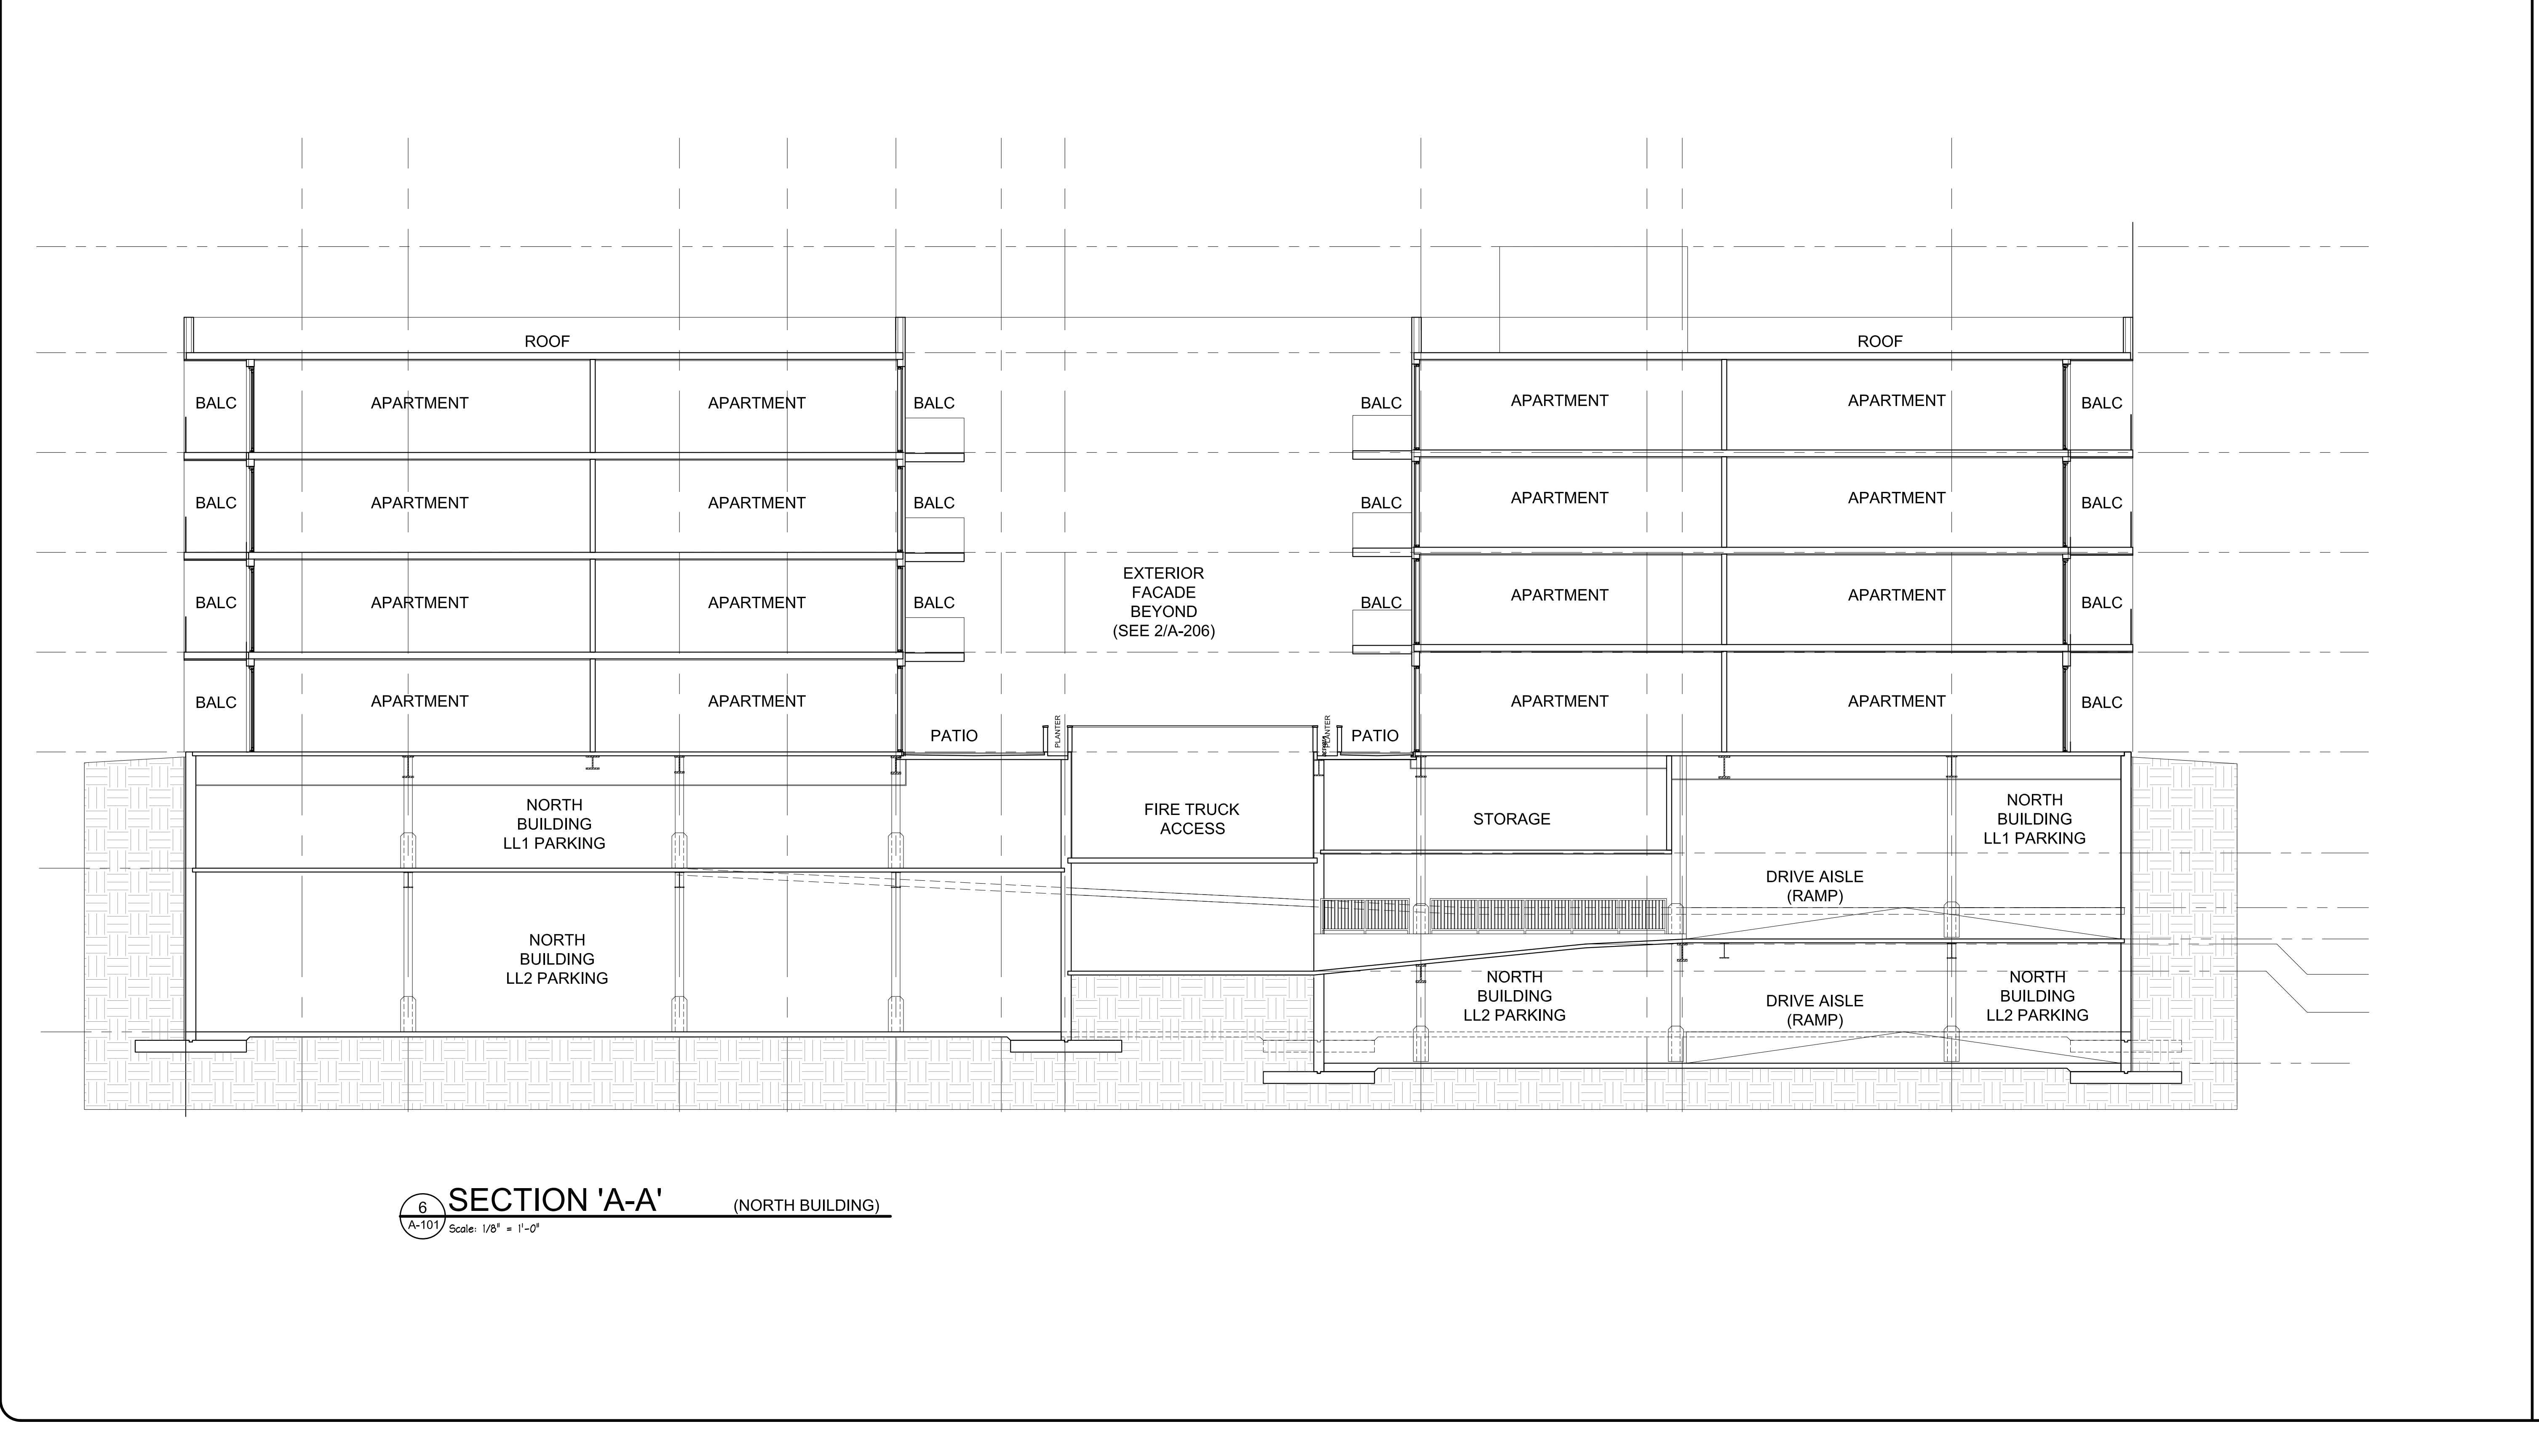 ROOF
ROOF
BALC
APARTMENT
APARTMENT
BALC
BALC
APARTMENT
APARTMENT
BALC
BALC
APARTMENT
APARTMENT
BALC
BALC
APARTMENT
APARTMENT
BALC
EXTERIOR
FACADE
BEYOND
(SEE 2/A-206)
BALC
APARTMENT
APARTMENT
BALC
BALC
APARTMENT
APARTMENT
BALC
BALC
APARTMENT
APARTMENT
PATIO
PLANTER
PLANTER
PATIO
APARTMENT
APARTMENT
BALC
NORTH
BUILDING
LL1 PARKING
FIRE TRUCK
ACCESS
STORAGE
NORTH
BUILDING
LL1 PARKING
DRIVE AISLE
(RAMP)
NORTH
BUILDING
LL2 PARKING
NORTH
BUILDING
LL2 PARKING
DRIVE AISLE
(RAMP)
NORTH
BUILDING
LL2 PARKING
6
A-101
SECTION 'A-A'
(NORTH BUILDING)
Scale: 1/8" = 1'-0"